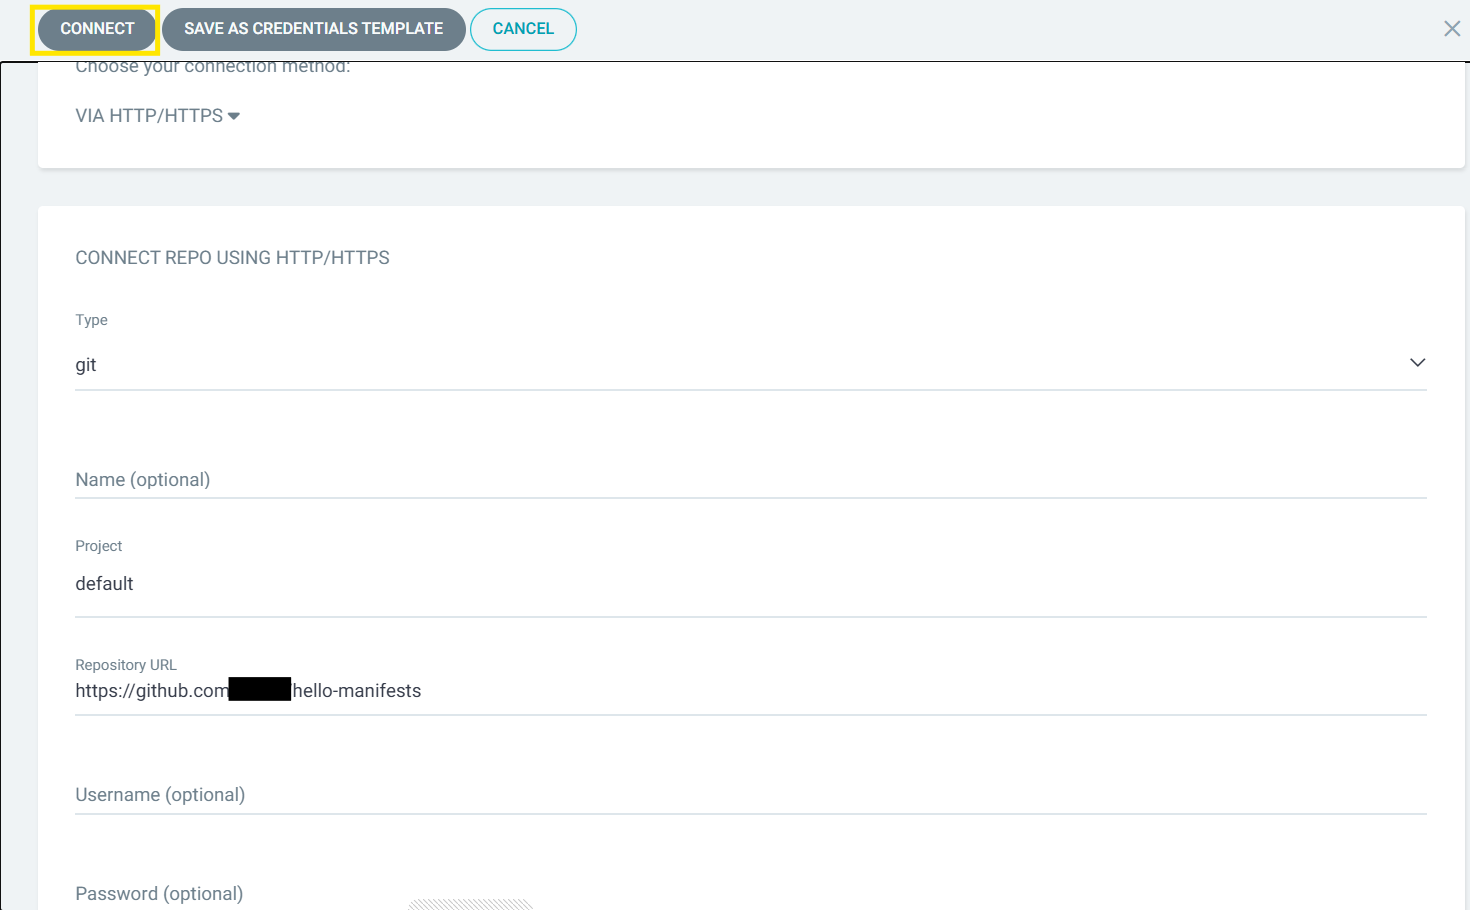 CONNECT SAVE AS CREDENTIALS TEMPLATE CANCEL
Choose your connection method:
VIA HTTP/HTTPS
CONNECT REPO USING HTTP/HTTPS
Type
git
Name (optional)
Project
default
Repository URL
https://github.com /hello-manifests
Username (optional)
Password (optional)